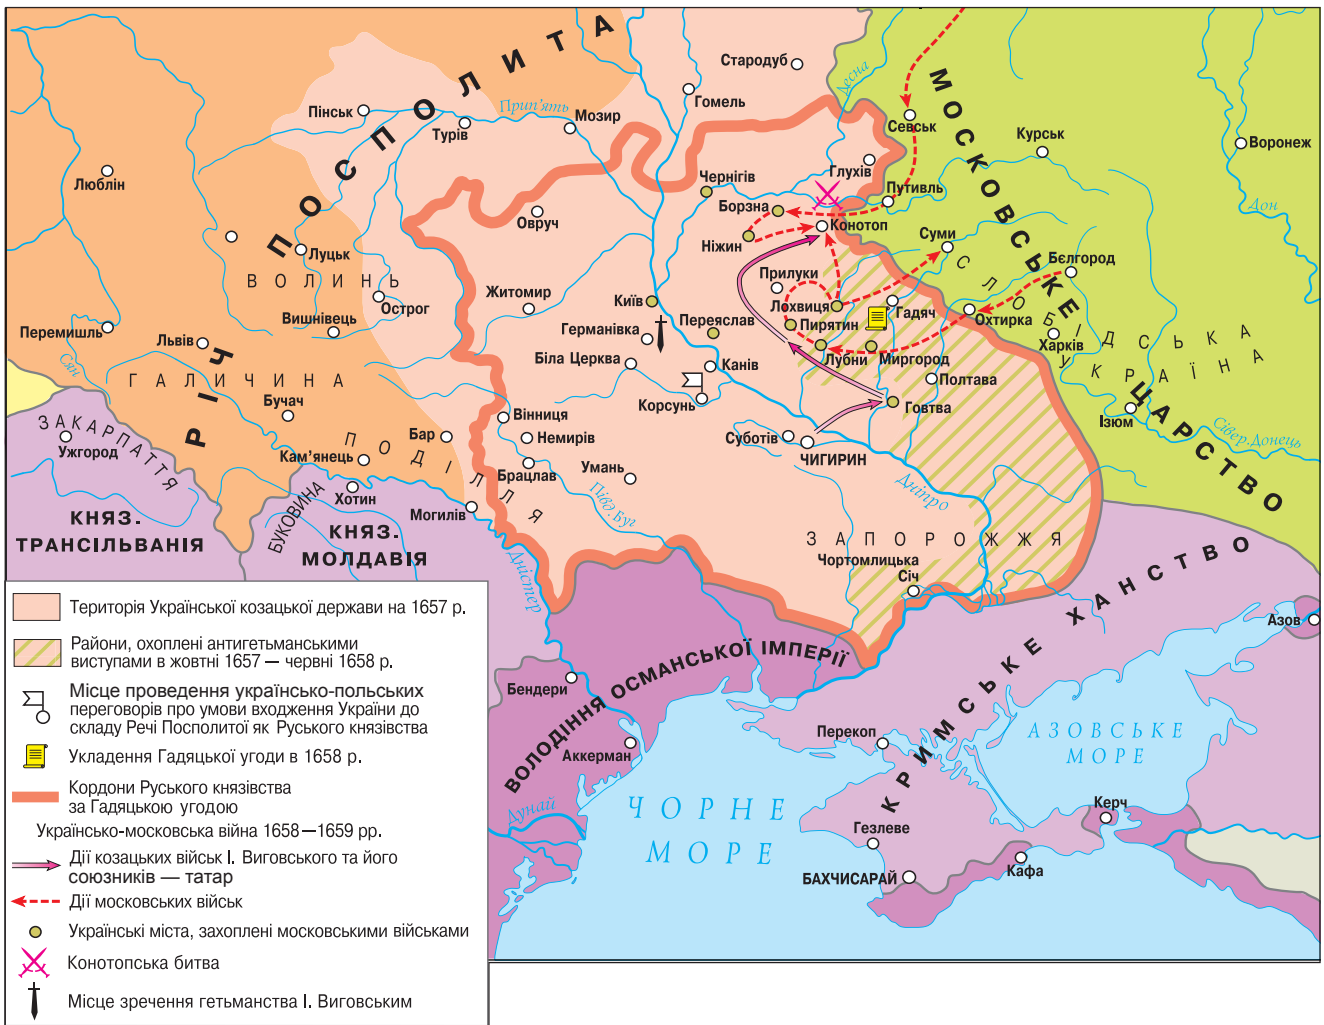 РІЧ ПОСПОЛИТА
МОСКОВСЬКЕ ЦАРСТВО
Стародуб
Десна
Гомель
Пінськ
Прип'ять
Турів
Мозир
Севськ
Курськ
Воронеж
Дон
Люблін
Глухів
Чернігів
Борзна
Путивль
Овруч
Конотоп
Ніжин
Суми
Луцьк
ВОЛИНЬ
Острог
Прилуки
Бєлгород
СЛОБІДСЬКА
УКРАЇНА
Житомир
Київ
Лохвиця
Гадяч
Охтирка
Перемишль
Вишнівець
Германівка
Переяслав
Пирятин
Харків
Львів
Сян
Біла Церква
Канів
Лубни
Миргород
ГАЛИЧИНА
Полтава
Бучач
Корсунь
Говтва
ЗАКАРПАТТЯ
Ужгород
Вінниця
Ізюм
Сівер. Донець
ПОДІЛЛЯ
Бар
Немирів
Суботів
ЧИГИРИН
Кам’янець
Брацлав
Умань
Хотин
Півд. Буг
Дніпро
БУКОВИНА
Могилів
КНЯЗ.
ТРАНСІЛЬВАНІЯ
КНЯЗ.
МОЛДАВІЯ
ЗАПОРОЖЖЯ
Чортомлицька
Січ
Дністер
КРИМСЬКЕ ХАНСТВО
Азов
ВОЛОДІННЯ ОСМАНСЬКОЇ ІМПЕРІЇ
Бендери
Аккерман
Перекоп
АЗОВСЬКЕ
МОРЕ
Дунай
ЧОРНЕ
МОРЕ
Керч
Гезлеве
Кафа
БАХЧИСАРАЙ
Територія Української козацької держави на 1657 р.
Райони, охоплені антигетьманськими
виступами в жовтні 1657 — червні 1658 р.
Місце проведення українсько-польських
переговорів про умови входження України до
складу Речі Посполитої як Руського князівства
Укладення Гадяцької угоди в 1658 р.
Кордони Руського князівства
за Гадяцькою угодою
Українсько-московська війна 1658—1659 рр.
Дії козацьких військ І. Виговського та його
союзників — татар
Дії московських військ
Українські міста, захоплені московськими військами
Конотопська битва
Місце зречення гетьманства І. Виговським